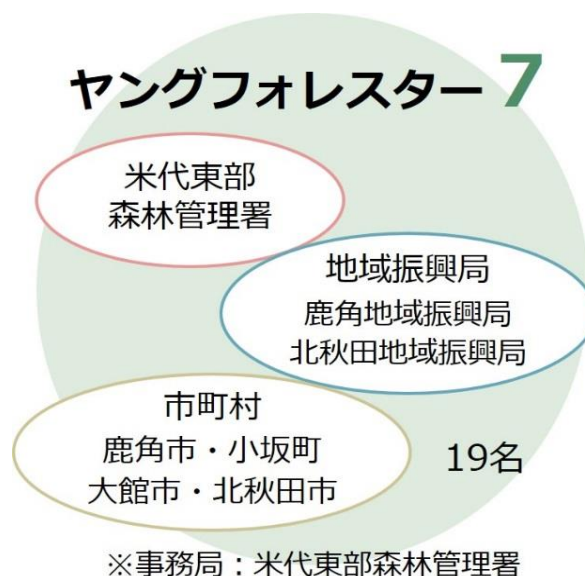 ヤングフォレスター7
米代東部
森林管理署
地域振興局
鹿角地域振興局
北秋田地域振興局
市町村
鹿角市・小坂町
大館市・北秋田市
19名
※事務局：米代東部森林管理署